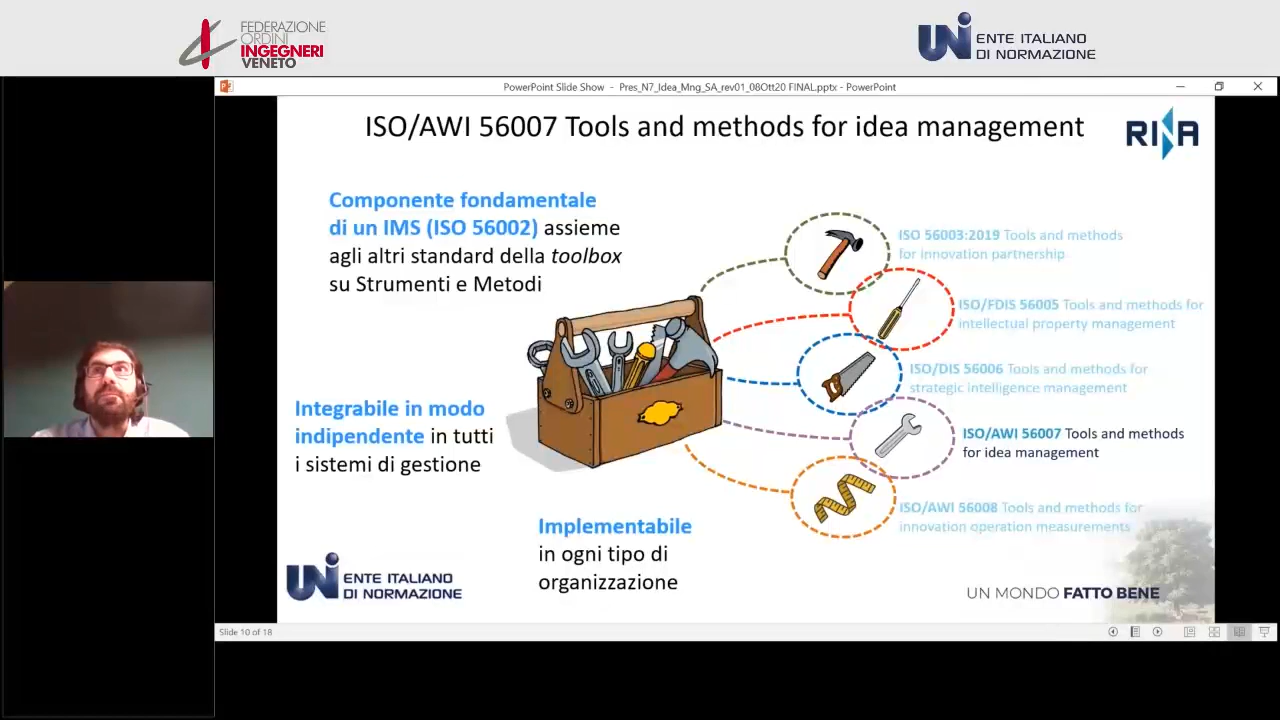 FEDERAZIONE
ORDINI
INGEGNERI
VENETO
UNI ENTE ITALIANO
DI NORMAZIONE
PowerPoint Slide Show - Pres_N7_Idea_Mng_SA_rev01_08Ott20 FINAL.pptx - PowerPoint
ISO/AWI 56007 Tools and methods for idea management
RINA
Componente fondamentale
di un IMS (ISO 56002) assieme
agli altri standard della toolbox
su Strumenti e Metodi
ISO 56003:2019 Tools and methods
for innovation partnership
ISO/FDIS 56005 Tools and methods for
intellectual property management
ISO/DIS 56006 Tools and methods for
strategic intelligence management
Integrabile in modo
indipendente in tutti
i sistemi di gestione
ISO/AWI 56007 Tools and methods
for idea management
ISO/AWI 56008 Tools and methods for
innovation operation measurements
Implementabile
in ogni tipo di
organizzazione
UNI ENTE ITALIANO
DI NORMAZIONE
UN MONDO FATTO BENE
Slide 10 of 18